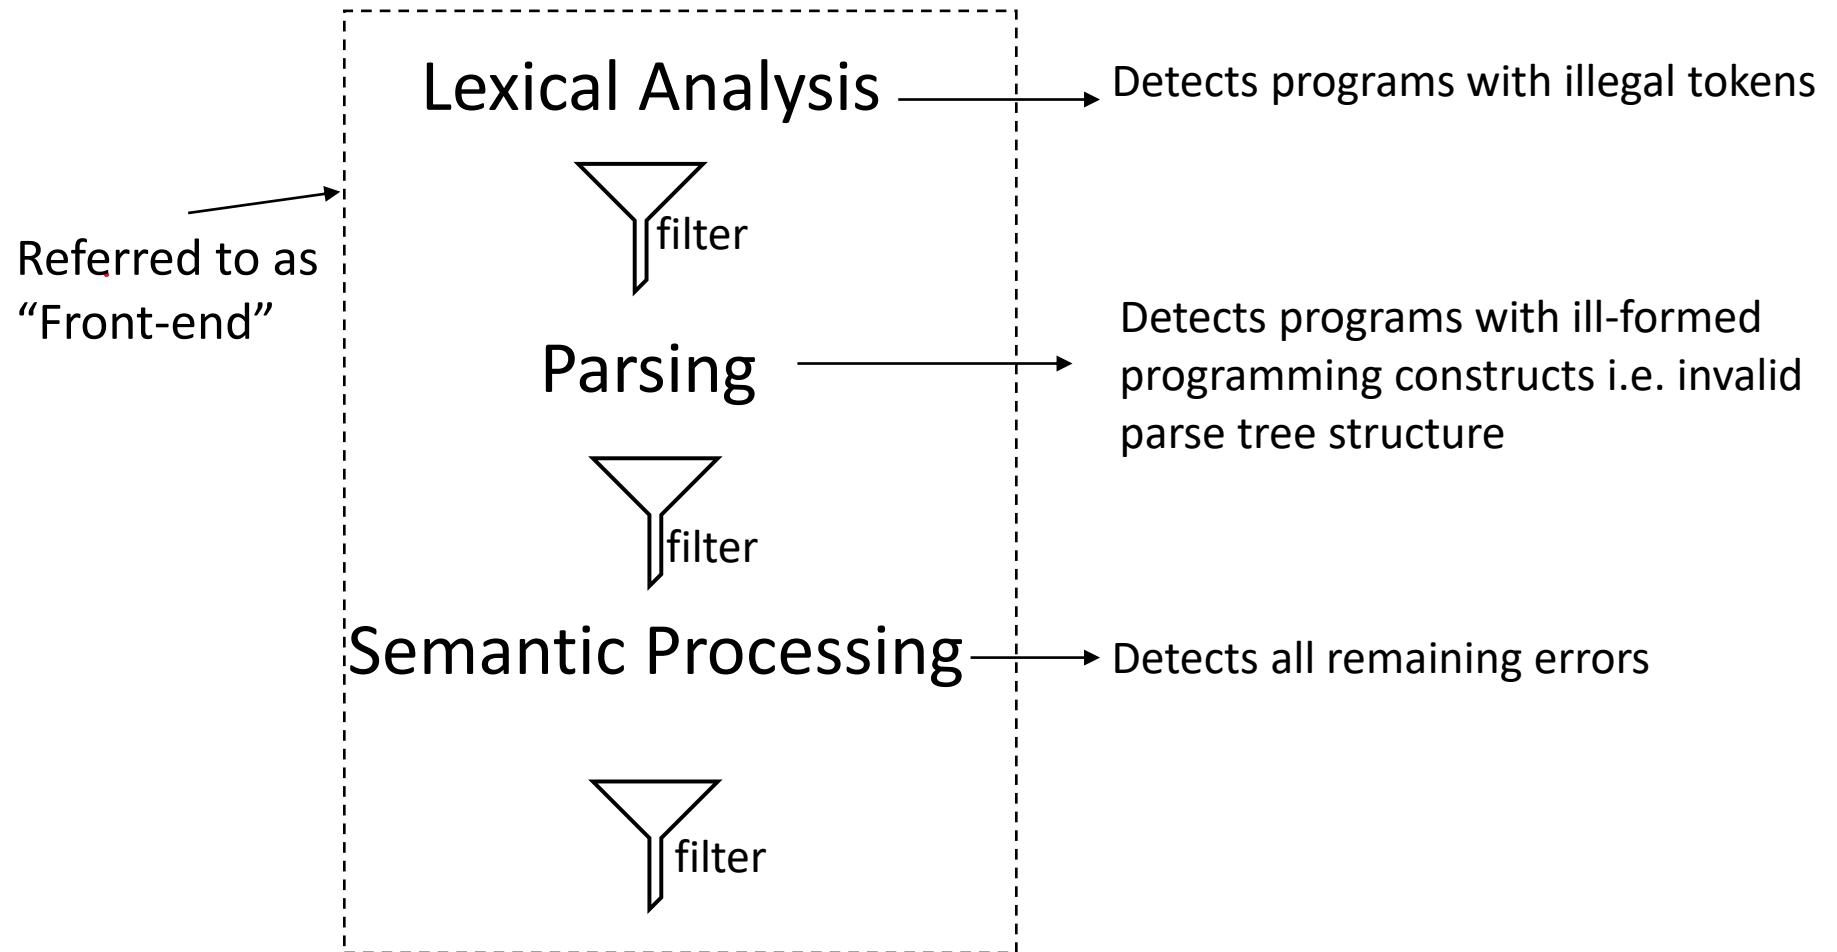 Lexical Analysis
Detects programs with illegal tokens
filter
Referred to as
“Front-end”
Parsing
Detects programs with ill-formed
programming constructs i.e. invalid
parse tree structure
filter
Semantic Processing
Detects all remaining errors
filter